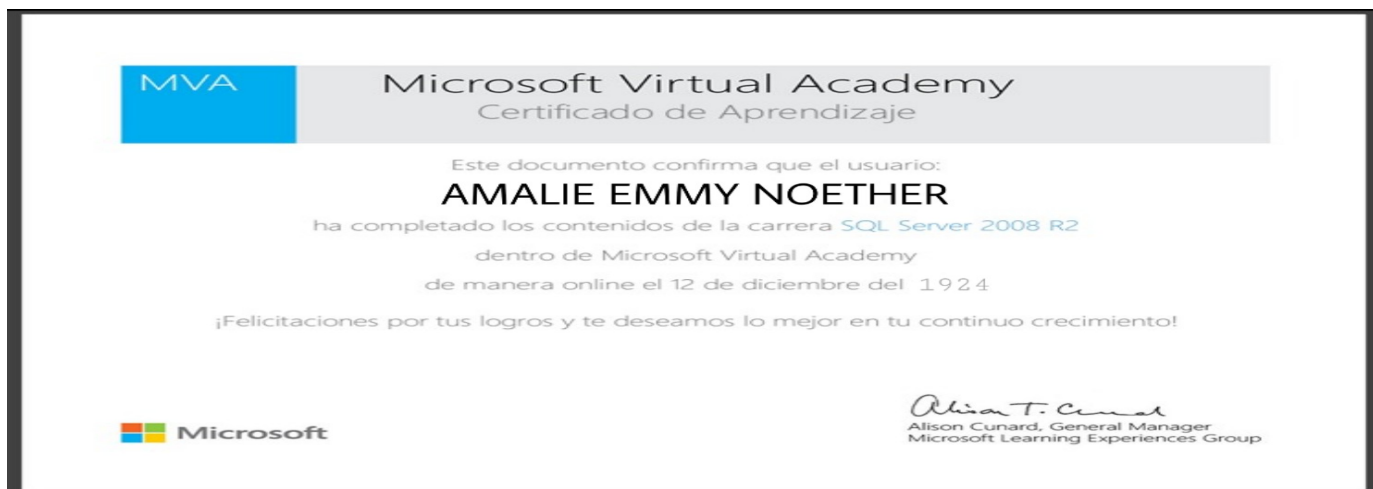 MVA
Microsoft Virtual Academy
Certificado de Aprendizaje
Este documento confirma que el usuario:
AMALIE EMMY NOETHER
ha completado los contenidos de la carrera SQL Server 2008 R2
dentro de Microsoft Virtual Academy
de manera online el 12 de diciembre del 1924
¡Felicitaciones por tus logros y te deseamos lo mejor en tu continuo crecimiento!
Alison T. Cunard
Microsoft
Alison Cunard, General Manager
Microsoft Learning Experiences Group